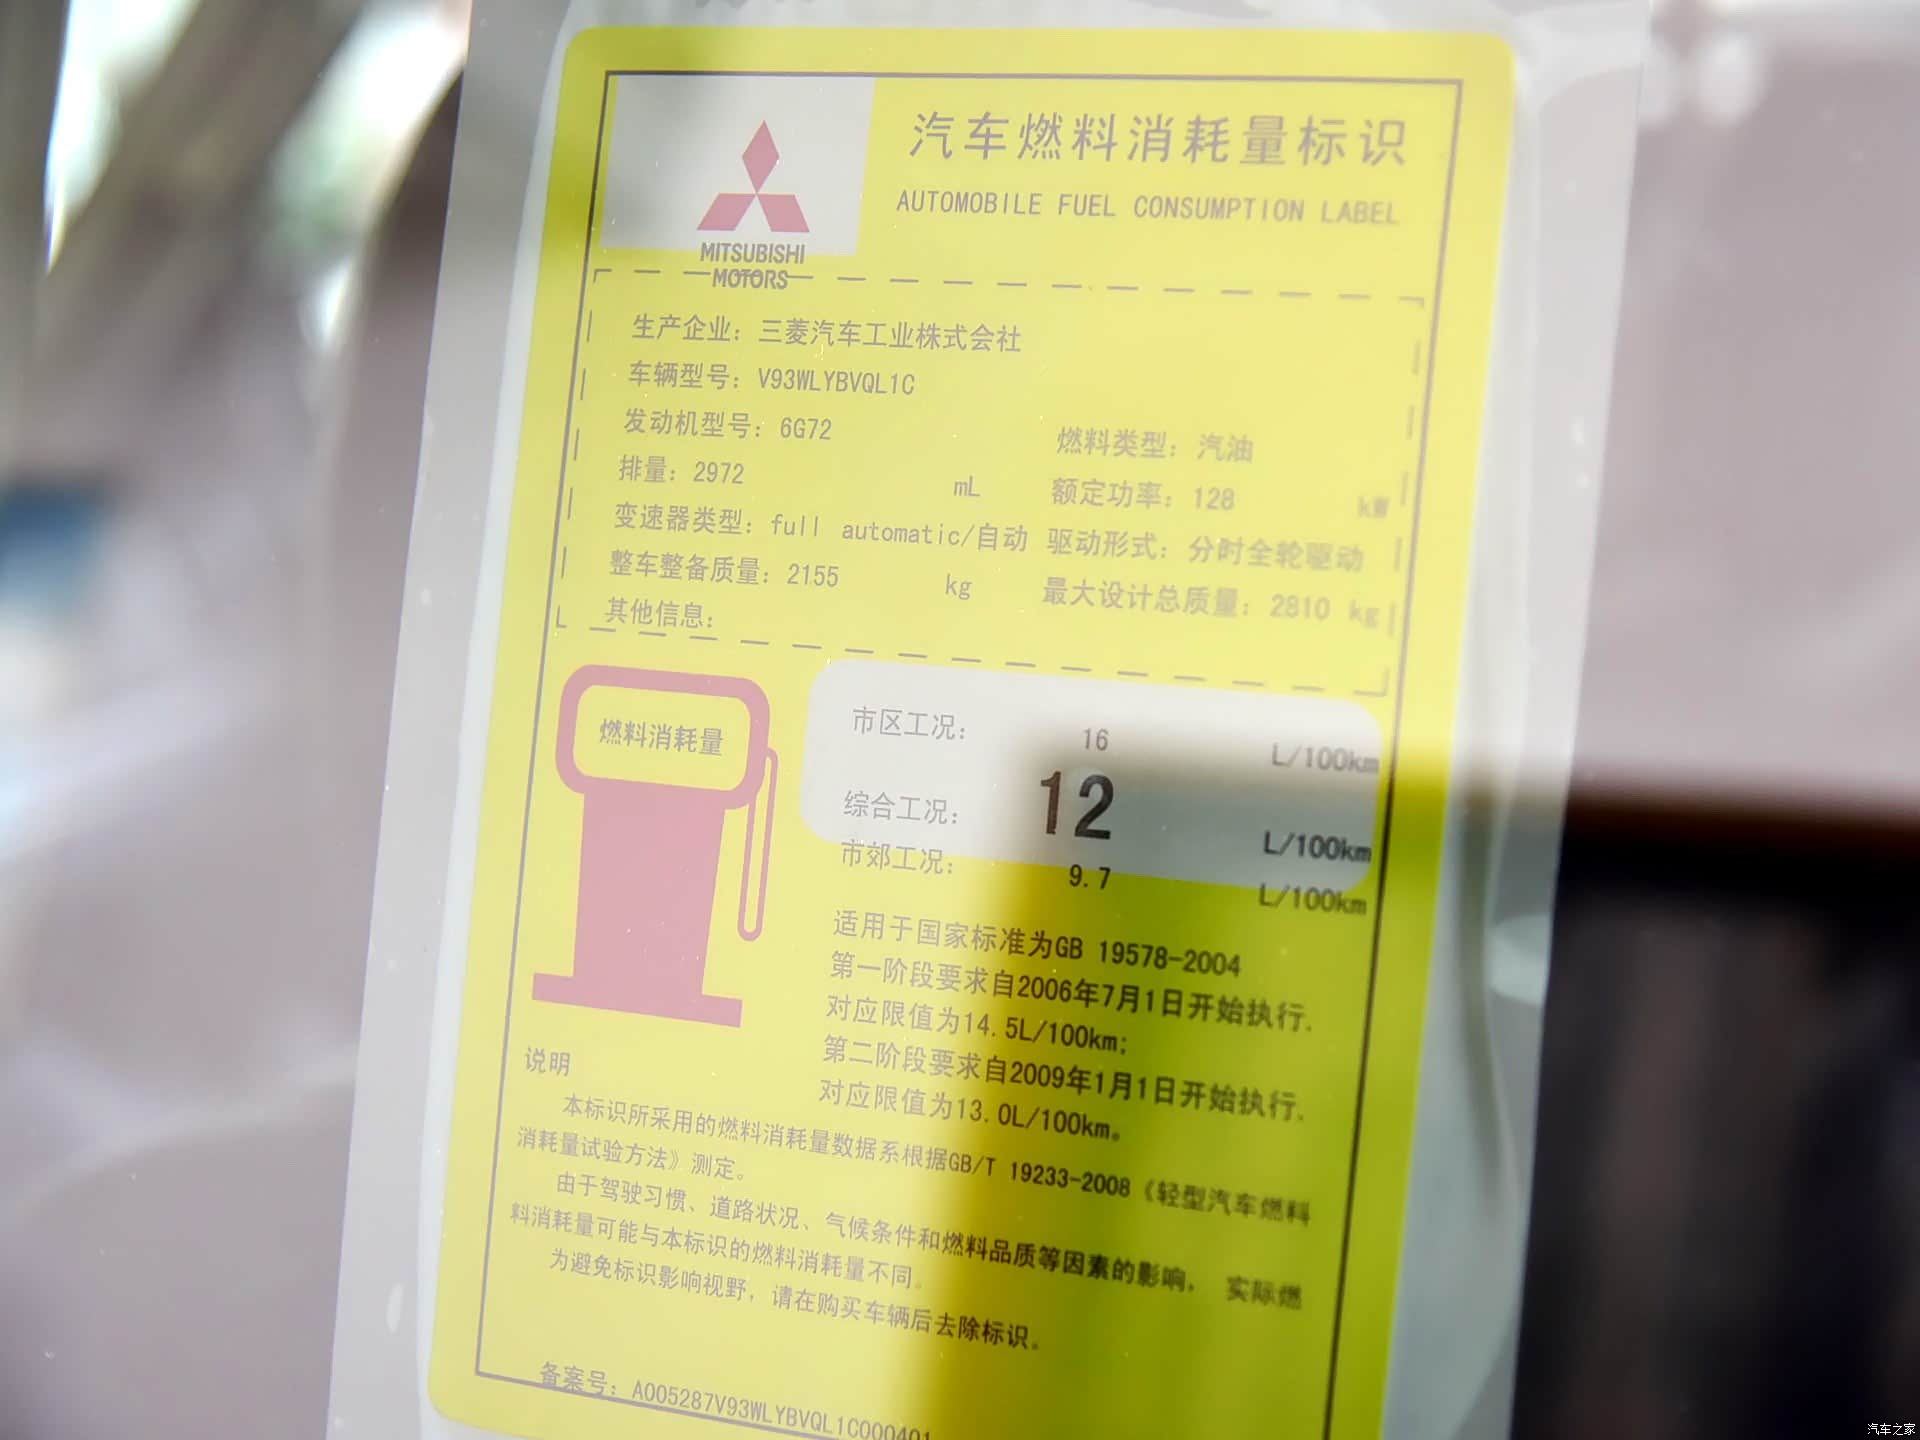 汽车燃料消耗量标识
AUTOMOBILE FUEL CONSUMPTION LABEL
MITSUBISHI
MOTORS
生产企业：三菱汽车工业株式会社
车辆型号：V93WLYBVQL1C
发动机型号：6G72 燃料类型：汽油
排量：2972 mL 额定功率：128 kW
变速器类型：full automatic/自动 驱动形式：分时全轮驱动
整车整备质量：2155 kg 最大设计总质量：2810 kg
其他信息：
燃料消耗量
市区工况： 16 L/100km
综合工况： 12 L/100km
市郊工况： 9.7 L/100km
适用于国家标准为GB 19578-2004
第一阶段要求自2006年7月1日开始执行，
对应限值为14.5L/100km；
第二阶段要求自2009年1月1日开始执行，
对应限值为13.0L/100km。
说明
本标识所采用的燃料消耗量数据系根据GB/T 19233-2008《轻型汽车燃料
消耗量试验方法》测定。
由于驾驶习惯、道路状况、气候条件和燃料品质等因素的影响， 实际燃
料消耗量可能与本标识的燃料消耗量不同。
为避免标识影响视野，请在购买车辆后去除标识。
备案号：A005287V93WLYBVQL1C000401
汽车之家